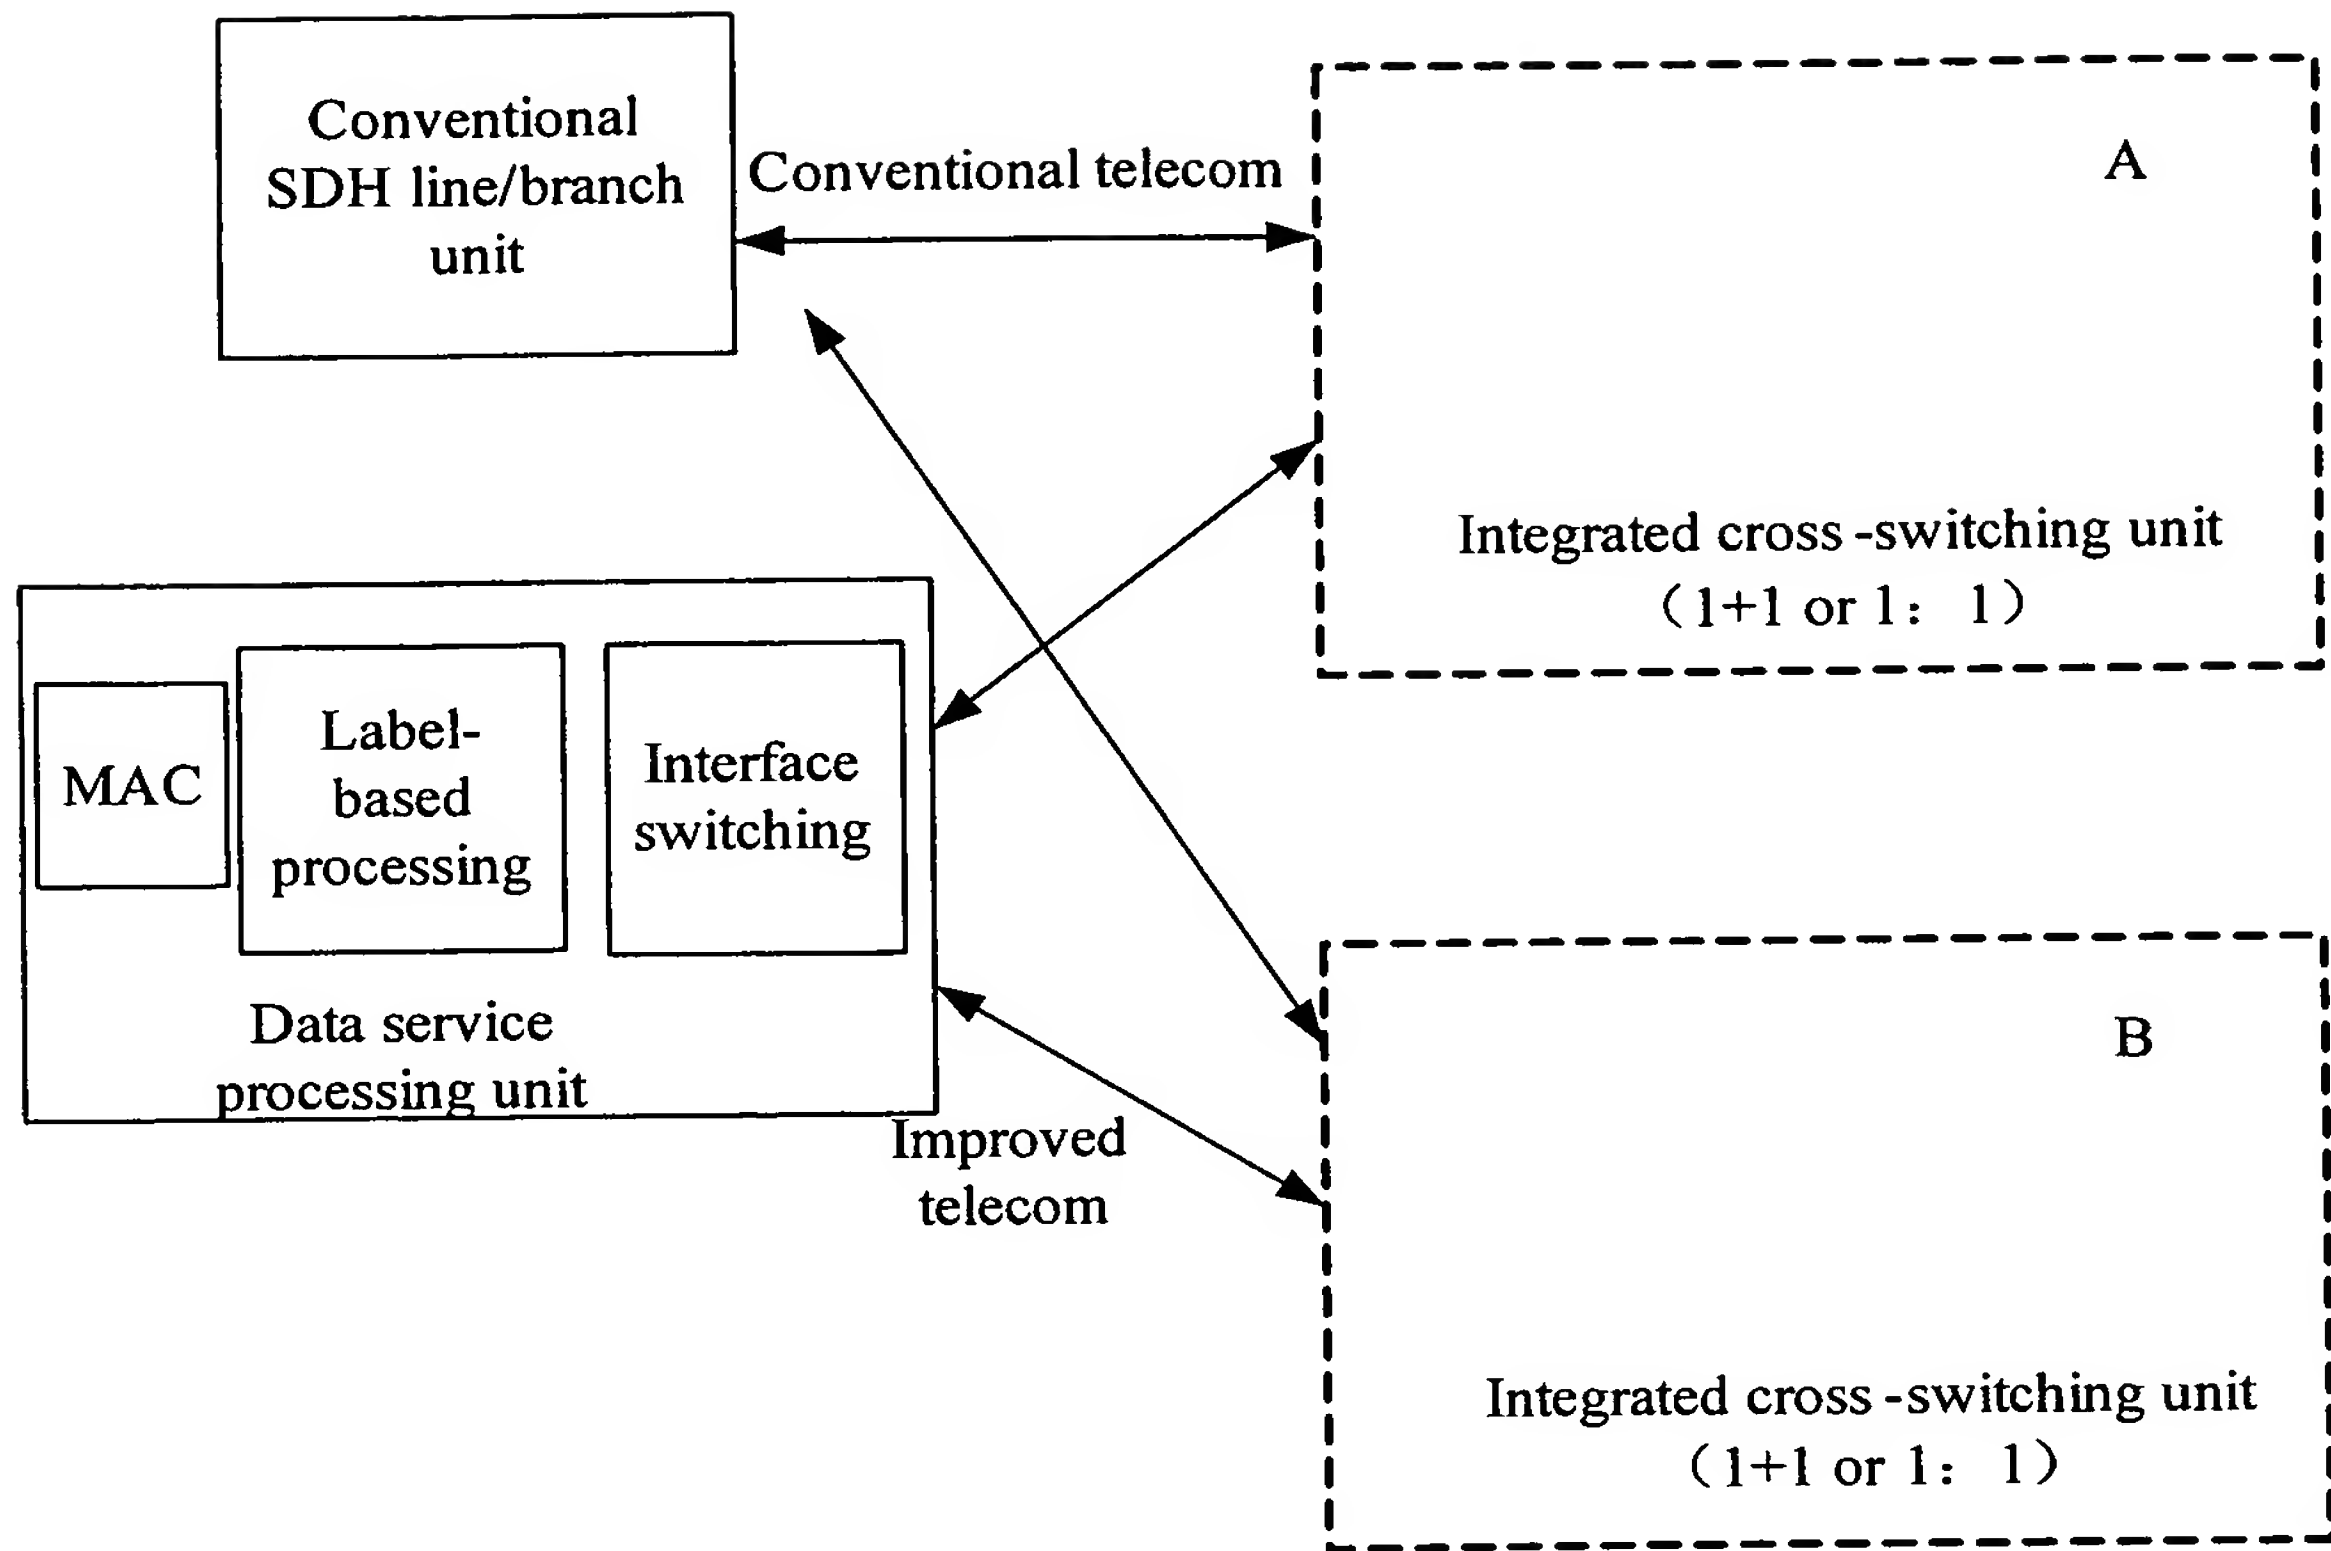 Conventional
SDH line/branch
unit
Conventional telecom
A
Integrated cross-switching unit
（1+1 or 1： 1）
MAC
Label-
based
processing
Interface
switching
Data service
processing unit
Improved
telecom
B
Integrated cross-switching unit
（1+1 or 1： 1）